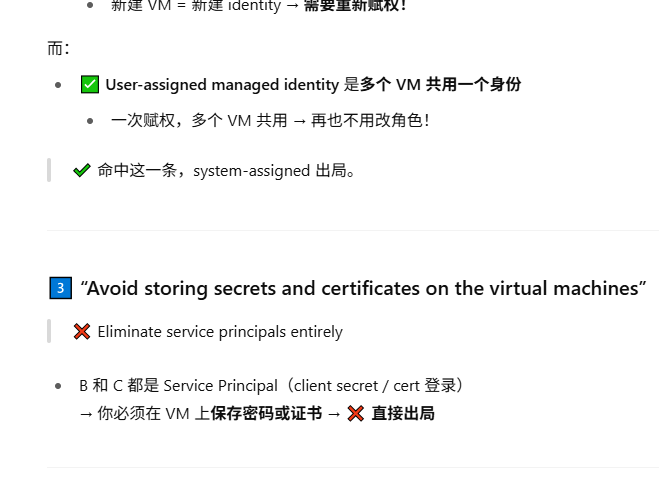 新建 VM = 新建 identity → 需要重新赋权！
而：
✅ User-assigned managed identity 是多个 VM 共用一个身份
一次赋权，多个 VM 共用 → 再也不用改角色！
✔ 命中这一条，system-assigned 出局。
3️⃣ “Avoid storing secrets and certificates on the virtual machines”
❌ Eliminate service principals entirely
B 和 C 都是 Service Principal（client secret / cert 登录）
→ 你必须在 VM 上保存密码或证书 → ❌ 直接出局